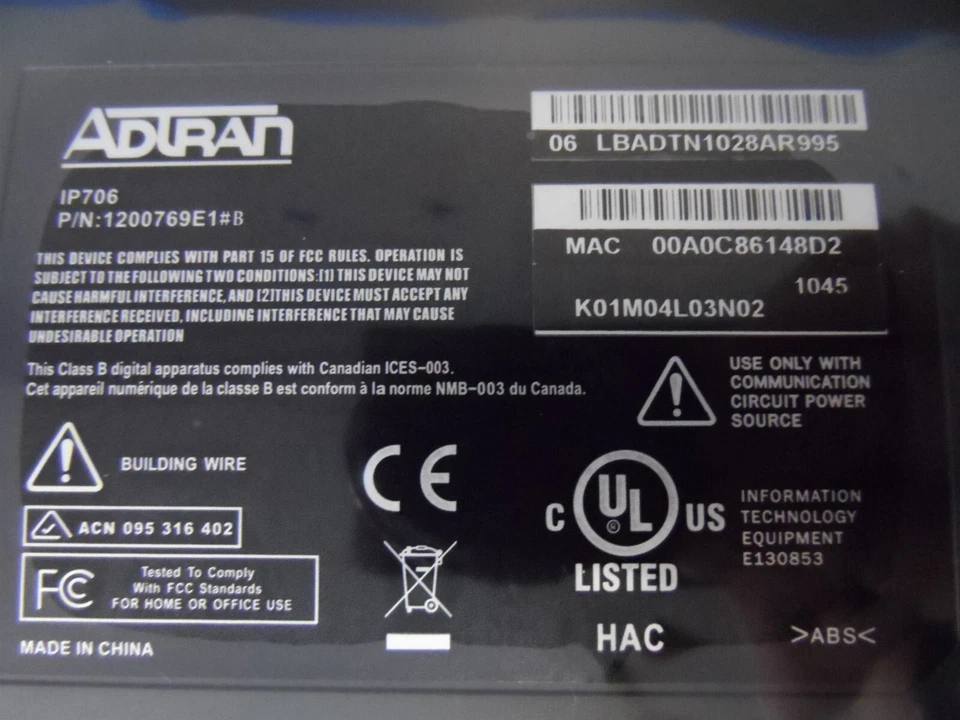 ADTRAN
IP706
P/N:1200769E1#B
THIS DEVICE COMPLIES WITH PART 15 OF FCC RULES. OPERATION IS
SUBJECT TO THE FOLLOWING TWO CONDITIONS:(1) THIS DEVICE MAY NOT
CAUSE HARMFUL INTERFERENCE, AND (2)THIS DEVICE MUST ACCEPT ANY
INTERFERENCE RECEIVED, INCLUDING INTERFERENCE THAT MAY CAUSE
UNDESIRABLE OPERATION
This Class B digital apparatus complies with Canadian ICES-003.
Cet appareil numérique de la classe B est conform à la norme NMB-003 du Canada.
06 LBADTN1028AR995
MAC 00A0C86148D2
1045
K01M04L03N02
USE ONLY WITH
COMMUNICATION
CIRCUIT POWER
SOURCE
BUILDING WIRE
ACN 095 316 402
FC
Tested To Comply
With FCC Standards
FOR HOME OR OFFICE USE
MADE IN CHINA
CE
C UL US
®
LISTED
INFORMATION
TECHNOLOGY
EQUIPMENT
E130853
HAC
>ABS<